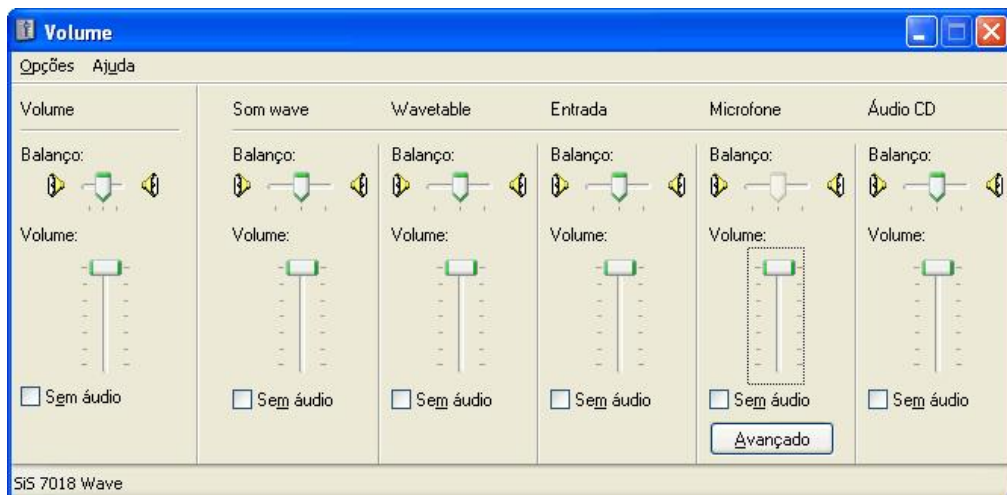 Volume
Opções Ajuda
Volume Som wave Wavetable Entrada Microfone Áudio CD
Balanço: Balanço: Balanço: Balanço: Balanço: Balanço:
Volume: Volume: Volume: Volume: Volume: Volume:
Sem áudio Sem áudio Sem áudio Sem áudio Sem áudio Sem áudio
Avançado
SiS 7018 Wave